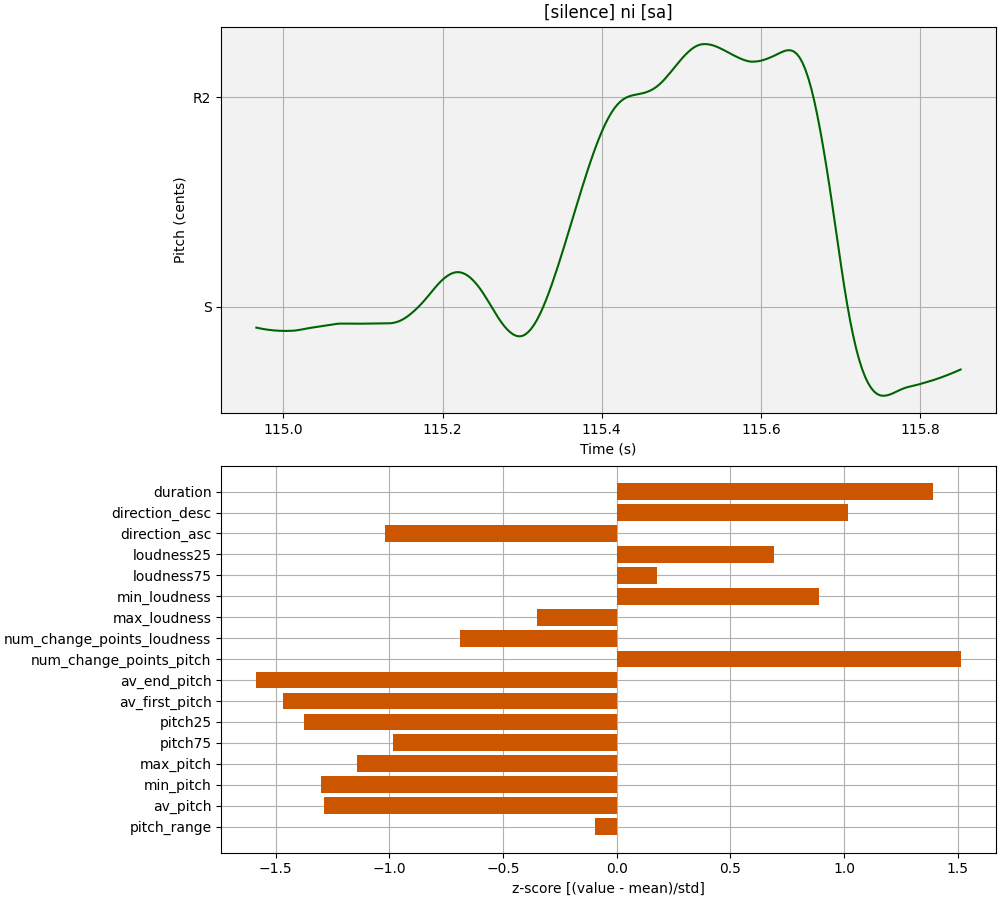 [silence] ni [sa]
R2
S
Pitch (cents)
115.0 115.2 115.4 115.6 115.8
Time (s)
duration
direction_desc
direction_asc
loudness25
loudness75
min_loudness
max_loudness
num_change_points_loudness
num_change_points_pitch
av_end_pitch
av_first_pitch
pitch25
pitch75
max_pitch
min_pitch
av_pitch
pitch_range
−1.5 −1.0 −0.5 0.0 0.5 1.0 1.5
z-score [(value - mean)/std]